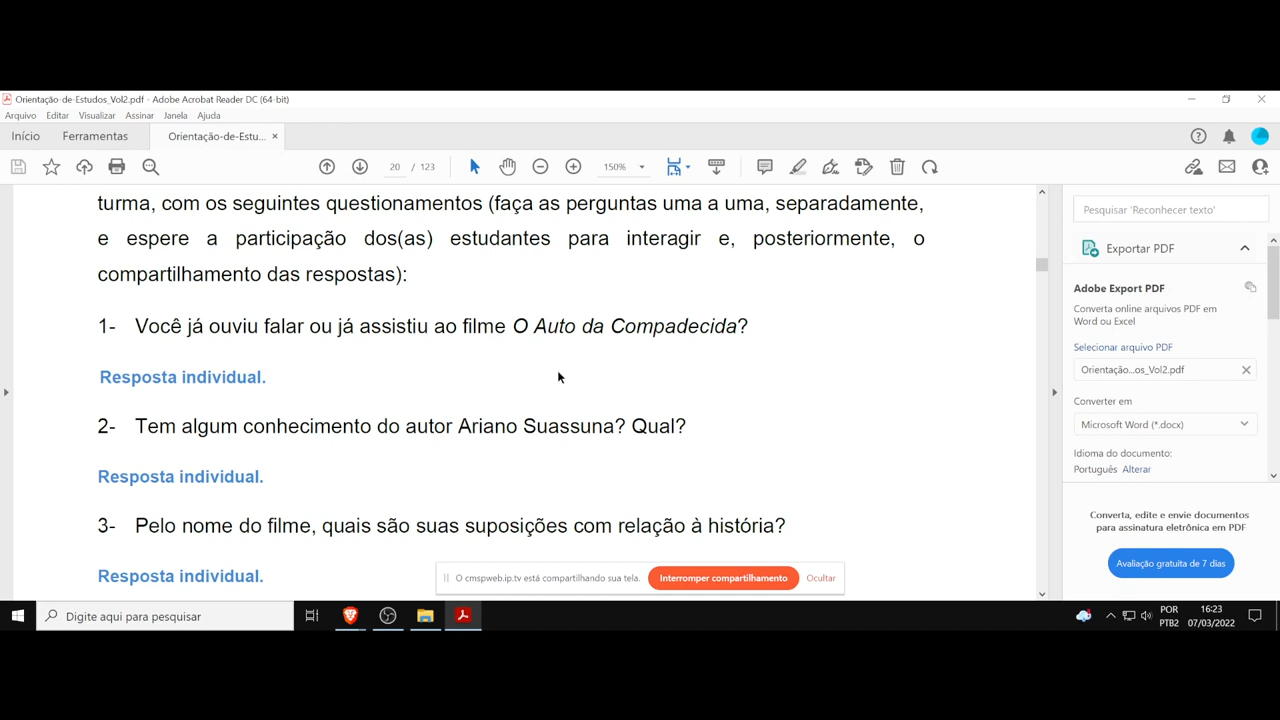 Orientação-de-Estudos_Vol2.pdf - Adobe Acrobat Reader DC (64-bit)
Arquivo Editar Visualizar Assinar Janela Ajuda
Início Ferramentas Orientação-de-Estu... ×
20 / 123 150%
turma, com os seguintes questionamentos (faça as perguntas uma a uma, separadamente,
e espere a participação dos(as) estudantes para interagir e, posteriormente, o
compartilhamento das respostas):
1- Você já ouviu falar ou já assistiu ao filme O Auto da Compadecida?
Resposta individual.
2- Tem algum conhecimento do autor Ariano Suassuna? Qual?
Resposta individual.
3- Pelo nome do filme, quais são suas suposições com relação à história?
Resposta individual.
Pesquisar 'Reconhecer texto'
Exportar PDF
Adobe Export PDF
Converta online arquivos PDF em
Word ou Excel
Selecionar arquivo PDF
Orientação...os_Vol2.pdf
Converter em
Microsoft Word (*.docx)
Idioma do documento:
Português Alterar
Converta, edite e envie documentos
para assinatura eletrônica em PDF
Avaliação gratuita de 7 dias
O cmspweb.ip.tv está compartilhando sua tela. Interromper compartilhamento Ocultar
Digite aqui para pesquisar
POR
PTB2
16:23
07/03/2022